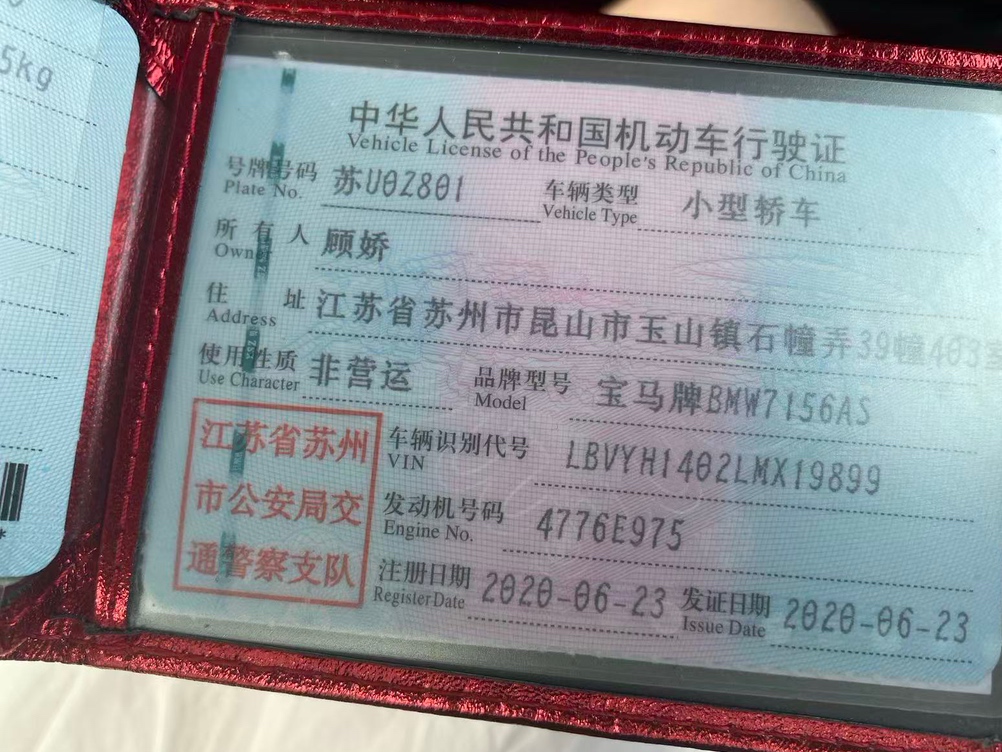 5kg
中华人民共和国机动车行驶证
Vehicle License of the People's Republic of China
号牌号码 苏U0Z801 车辆类型 小型轿车
Plate No. Vehicle Type
所有人 顾娇
Owner
住址 江苏省苏州市昆山市玉山镇石幢弄39幢403室
Address
使用性质 非营运 品牌型号 宝马牌BMW7156AS
Use Character Model
江苏省苏州
市公安局交
通警察支队
车辆识别代号 LBVYH1402LMX19899
VIN
发动机号码 4776E975
Engine No.
注册日期 2020-06-23 发证日期 2020-06-23
Register Date Issue Date